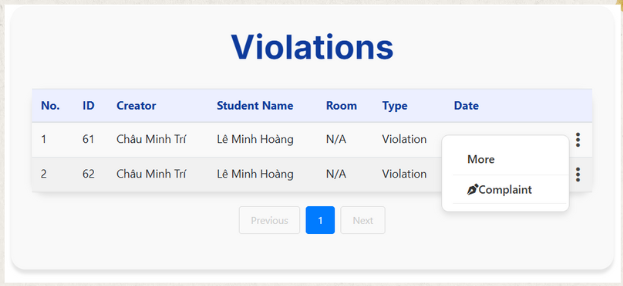 Violations
No. ID Creator Student Name Room Type Date
1 61 Châu Minh Trí Lê Minh Hoàng N/A Violation
More
2 62 Châu Minh Trí Lê Minh Hoàng N/A Violation
Complaint
Previous 1 Next